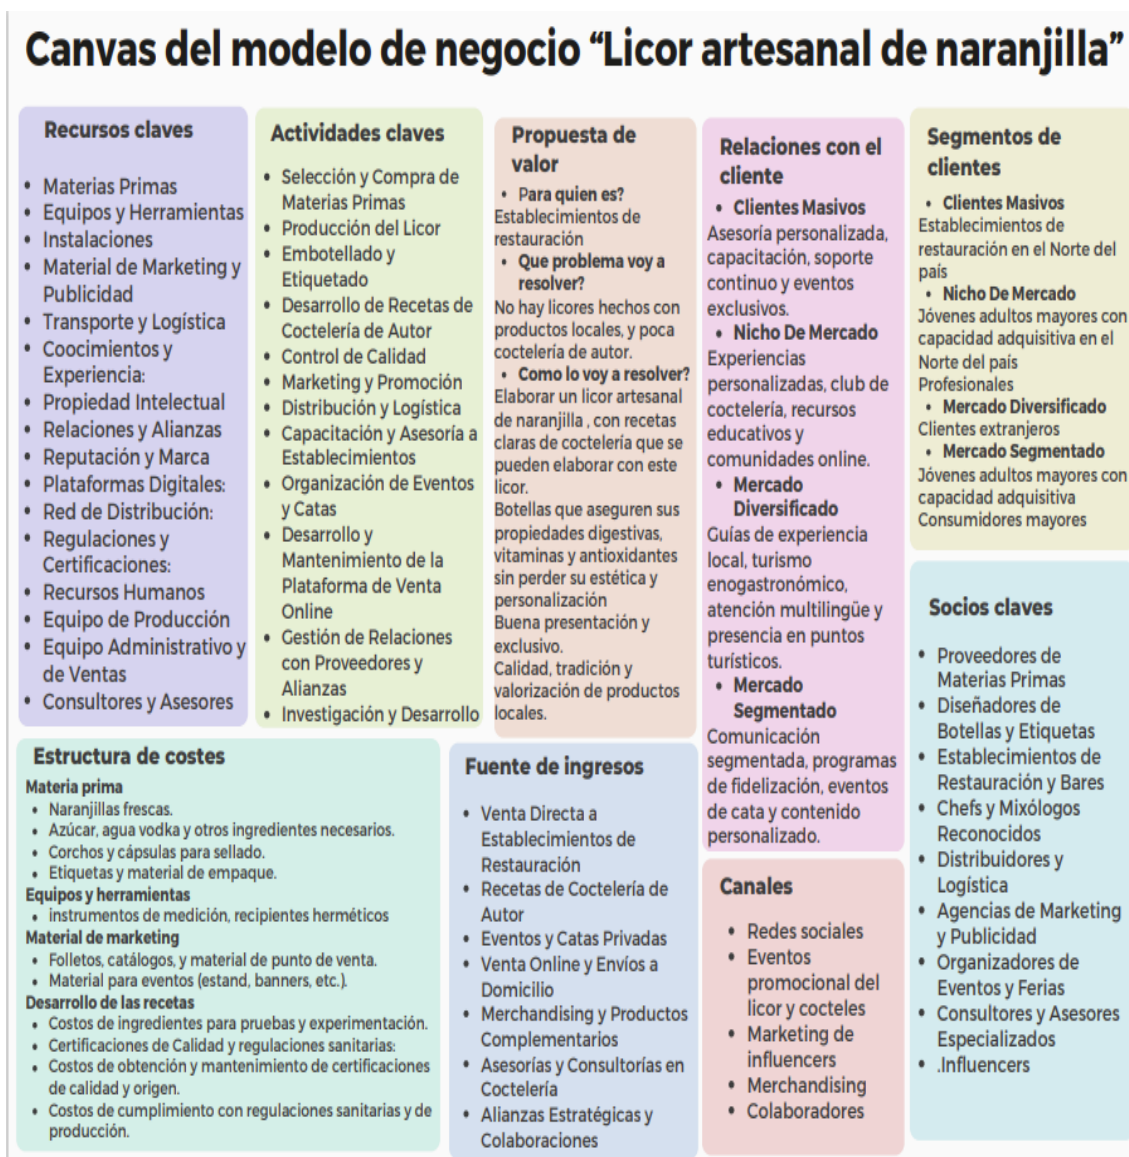 Canvas del modelo de negocio “Licor artesanal de naranjilla”
Recursos claves
• Materias Primas
• Equipos y Herramientas
• Instalaciones
• Material de Marketing y
Publicidad
• Transporte y Logística
• Coocimientos y
Experiencia:
• Propiedad Intelectual
• Relaciones y Alianzas
• Reputación y Marca
• Plataformas Digitales:
• Red de Distribución:
• Regulaciones y
Certificaciones:
• Recursos Humanos
• Equipo de Producción
• Equipo Administrativo y
de Ventas
• Consultores y Asesores
Actividades claves
• Selección y Compra de
Materias Primas
• Producción del Licor
• Embotellado y
Etiquetado
• Desarrollo de Recetas de
Coctelería de Autor
• Control de Calidad
• Marketing y Promoción
• Distribución y Logística
• Capacitación y Asesoría a
Establecimientos
• Organización de Eventos
y Catas
• Desarrollo y
Mantenimiento de la
Plataforma de Venta
Online
• Gestión de Relaciones
con Proveedores y
Alianzas
• Investigación y Desarrollo
Propuesta de
valor
• Para quien es?
Establecimientos de
restauración
• Que problema voy a
resolver?
No hay licores hechos con
productos locales, y poca
coctelería de autor.
• Como lo voy a resolver?
Elaborar un licor artesanal
de naranjilla , con recetas
claras de coctelería que se
pueden elaborar con este
licor.
Botellas que aseguren sus
propiedades digestivas,
vitaminas y antioxidantes
sin perder su estética y
personalización
Buena presentación y
exclusivo.
Calidad, tradición y
valorización de productos
locales.
Relaciones con el
cliente
• Clientes Masivos
Asesoría personalizada,
capacitación, soporte
continuo y eventos
exclusivos.
• Nicho De Mercado
Experiencias
personalizadas, club de
coctelería, recursos
educativos y
comunidades online.
• Mercado
Diversificado
Guías de experiencia
local, turismo
enogastronómico,
atención multilingüe y
presencia en puntos
turísticos.
• Mercado
Segmentado
Comunicación
segmentada, programas
de fidelización, eventos
de cata y contenido
personalizado.
Segmentos de
clientes
• Clientes Masivos
Establecimientos de
restauración en el Norte del
país
• Nicho De Mercado
Jóvenes adultos mayores con
capacidad adquisitiva en el
Norte del país
Profesionales
• Mercado Diversificado
Clientes extranjeros
• Mercado Segmentado
Jóvenes adultos mayores con
capacidad adquisitiva
Consumidores mayores
Socios claves
• Proveedores de
Materias Primas
• Diseñadores de
Botellas y Etiquetas
• Establecimientos de
Restauración y Bares
• Chefs y Mixólogos
Reconocidos
• Distribuidores y
Logística
• Agencias de Marketing
y Publicidad
• Organizadores de
Eventos y Ferias
• Consultores y Asesores
Especializados
• .Influencers
Estructura de costes
Materia prima
• Naranjillas frescas.
• Azúcar, agua vodka y otros ingredientes necesarios.
• Corchos y cápsulas para sellado.
• Etiquetas y material de empaque.
Equipos y herramientas
• instrumentos de medición, recipientes herméticos
Material de marketing
• Folletos, catálogos, y material de punto de venta.
• Material para eventos (estand, banners, etc.).
Desarrollo de las recetas
• Costos de ingredientes para pruebas y experimentación.
• Certificaciones de Calidad y regulaciones sanitarias:
• Costos de obtención y mantenimiento de certificaciones
de calidad y origen.
• Costos de cumplimiento con regulaciones sanitarias y de
producción.
Fuente de ingresos
• Venta Directa a
Establecimientos de
Restauración
• Recetas de Coctelería de
Autor
• Eventos y Catas Privadas
• Venta Online y Envíos a
Domicilio
• Merchandising y Productos
Complementarios
• Asesorías y Consultorías en
Coctelería
• Alianzas Estratégicas y
Colaboraciones
Canales
• Redes sociales
• Eventos
promocional del
licor y cocteles
• Marketing de
influencers
• Merchandising
• Colaboradores